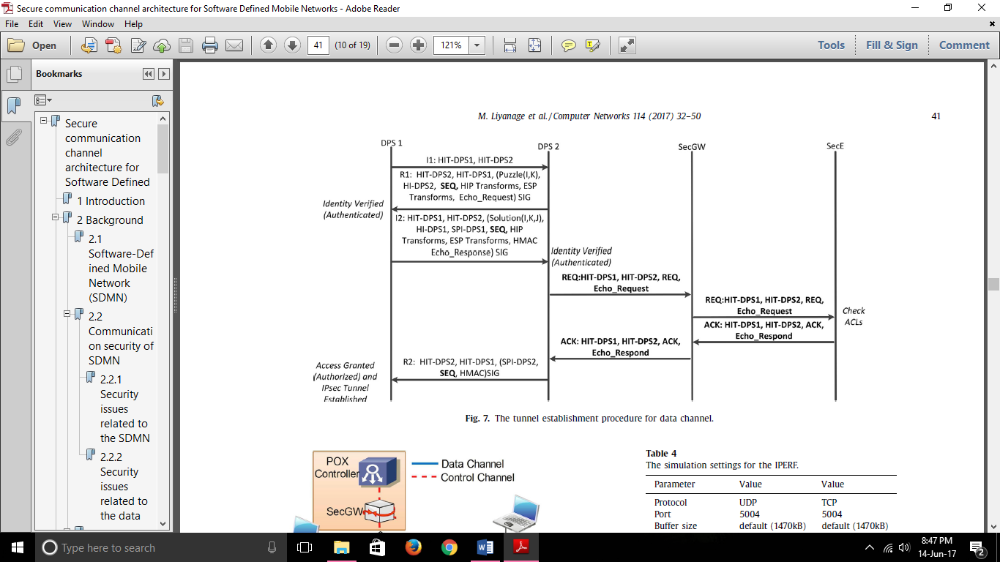 Secure communication channel architecture for Software Defined Mobile Networks - Adobe Reader
File Edit View Window Help
Open
41
(10 of 19)
121%
Tools
Fill & Sign
Comment
Bookmarks
Secure
communication
channel
architecture for
Software Defined
1 Introduction
2 Background
2.1
Software-Def
ined Mobile
Network
(SDMN)
2.2
Communicati
on security of
SDMN
2.2.1
Security
issues
related to
the SDMN
2.2.2
Security
issues
related to
the data
M. Liyanage et al. / Computer Networks 114 (2017) 32–50
41
DPS 1
DPS 2
SecGW
SecE
I1: HIT-DPS1, HIT-DPS2
R1: HIT-DPS2, HIT-DPS1, (Puzzle(I,K),
HI-DPS2, SEQ, HIP Transforms, ESP
Transforms, Echo_Request) SIG
Identity Verified
(Authenticated)
I2: HIT-DPS1, HIT-DPS2, (Solution(I,K,J),
HI-DPS1, SPI-DPS1, SEQ, HIP
Transforms, ESP Transforms, HMAC
Echo_Response) SIG
Identity Verified
(Authenticated)
REQ:HIT-DPS1, HIT-DPS2, REQ,
Echo_Request
REQ:HIT-DPS1, HIT-DPS2, REQ,
Echo_Request
Check
ACLs
ACK: HIT-DPS1, HIT-DPS2, ACK,
Echo_Respond
ACK: HIT-DPS1, HIT-DPS2, ACK,
Echo_Respond
R2: HIT-DPS2, HIT-DPS1, (SPI-DPS2,
SEQ, HMAC)SIG
Access Granted
(Authorized) and
IPsec Tunnel
Established
Fig. 7. The tunnel establishment procedure for data channel.
POX
Controller
SecGW
Data Channel
Control Channel
Table 4
The simulation settings for the IPERF.
Parameter Value Value
Protocol UDP TCP
Port 5004 5004
Buffer size default (1470kB) default (1470kB)
Type here to search
8:47 PM
14-Jun-17
2